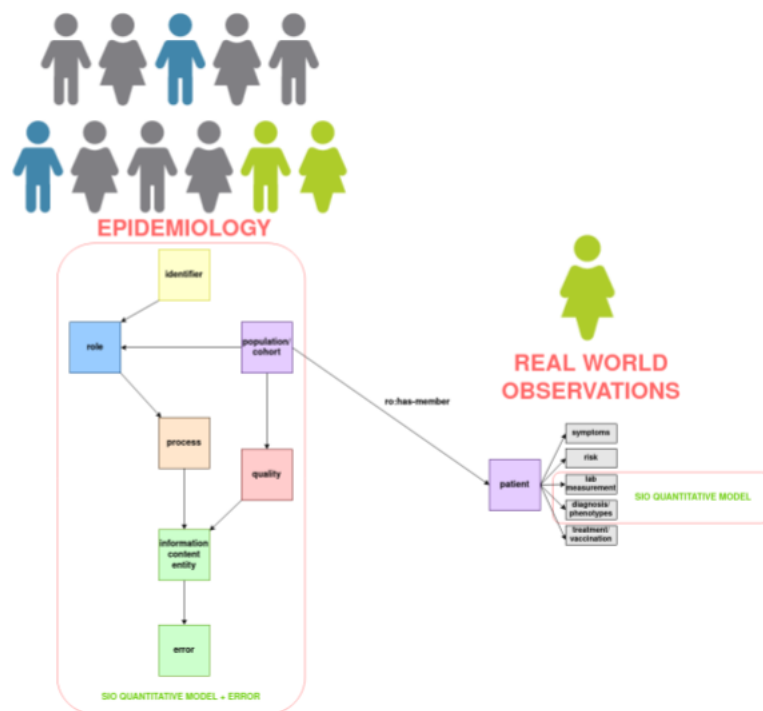 EPIDEMIOLOGY
identifier
role
population/
cohort
process
quality
information
content
entity
error
SIO QUANTITATIVE MODEL + ERROR
ro:has-member
REAL WORLD
OBSERVATIONS
patient
symptoms
risk
lab
measurement
diagnosis/
phenotypes
treatment/
vaccination
SIO QUANTITATIVE MODEL